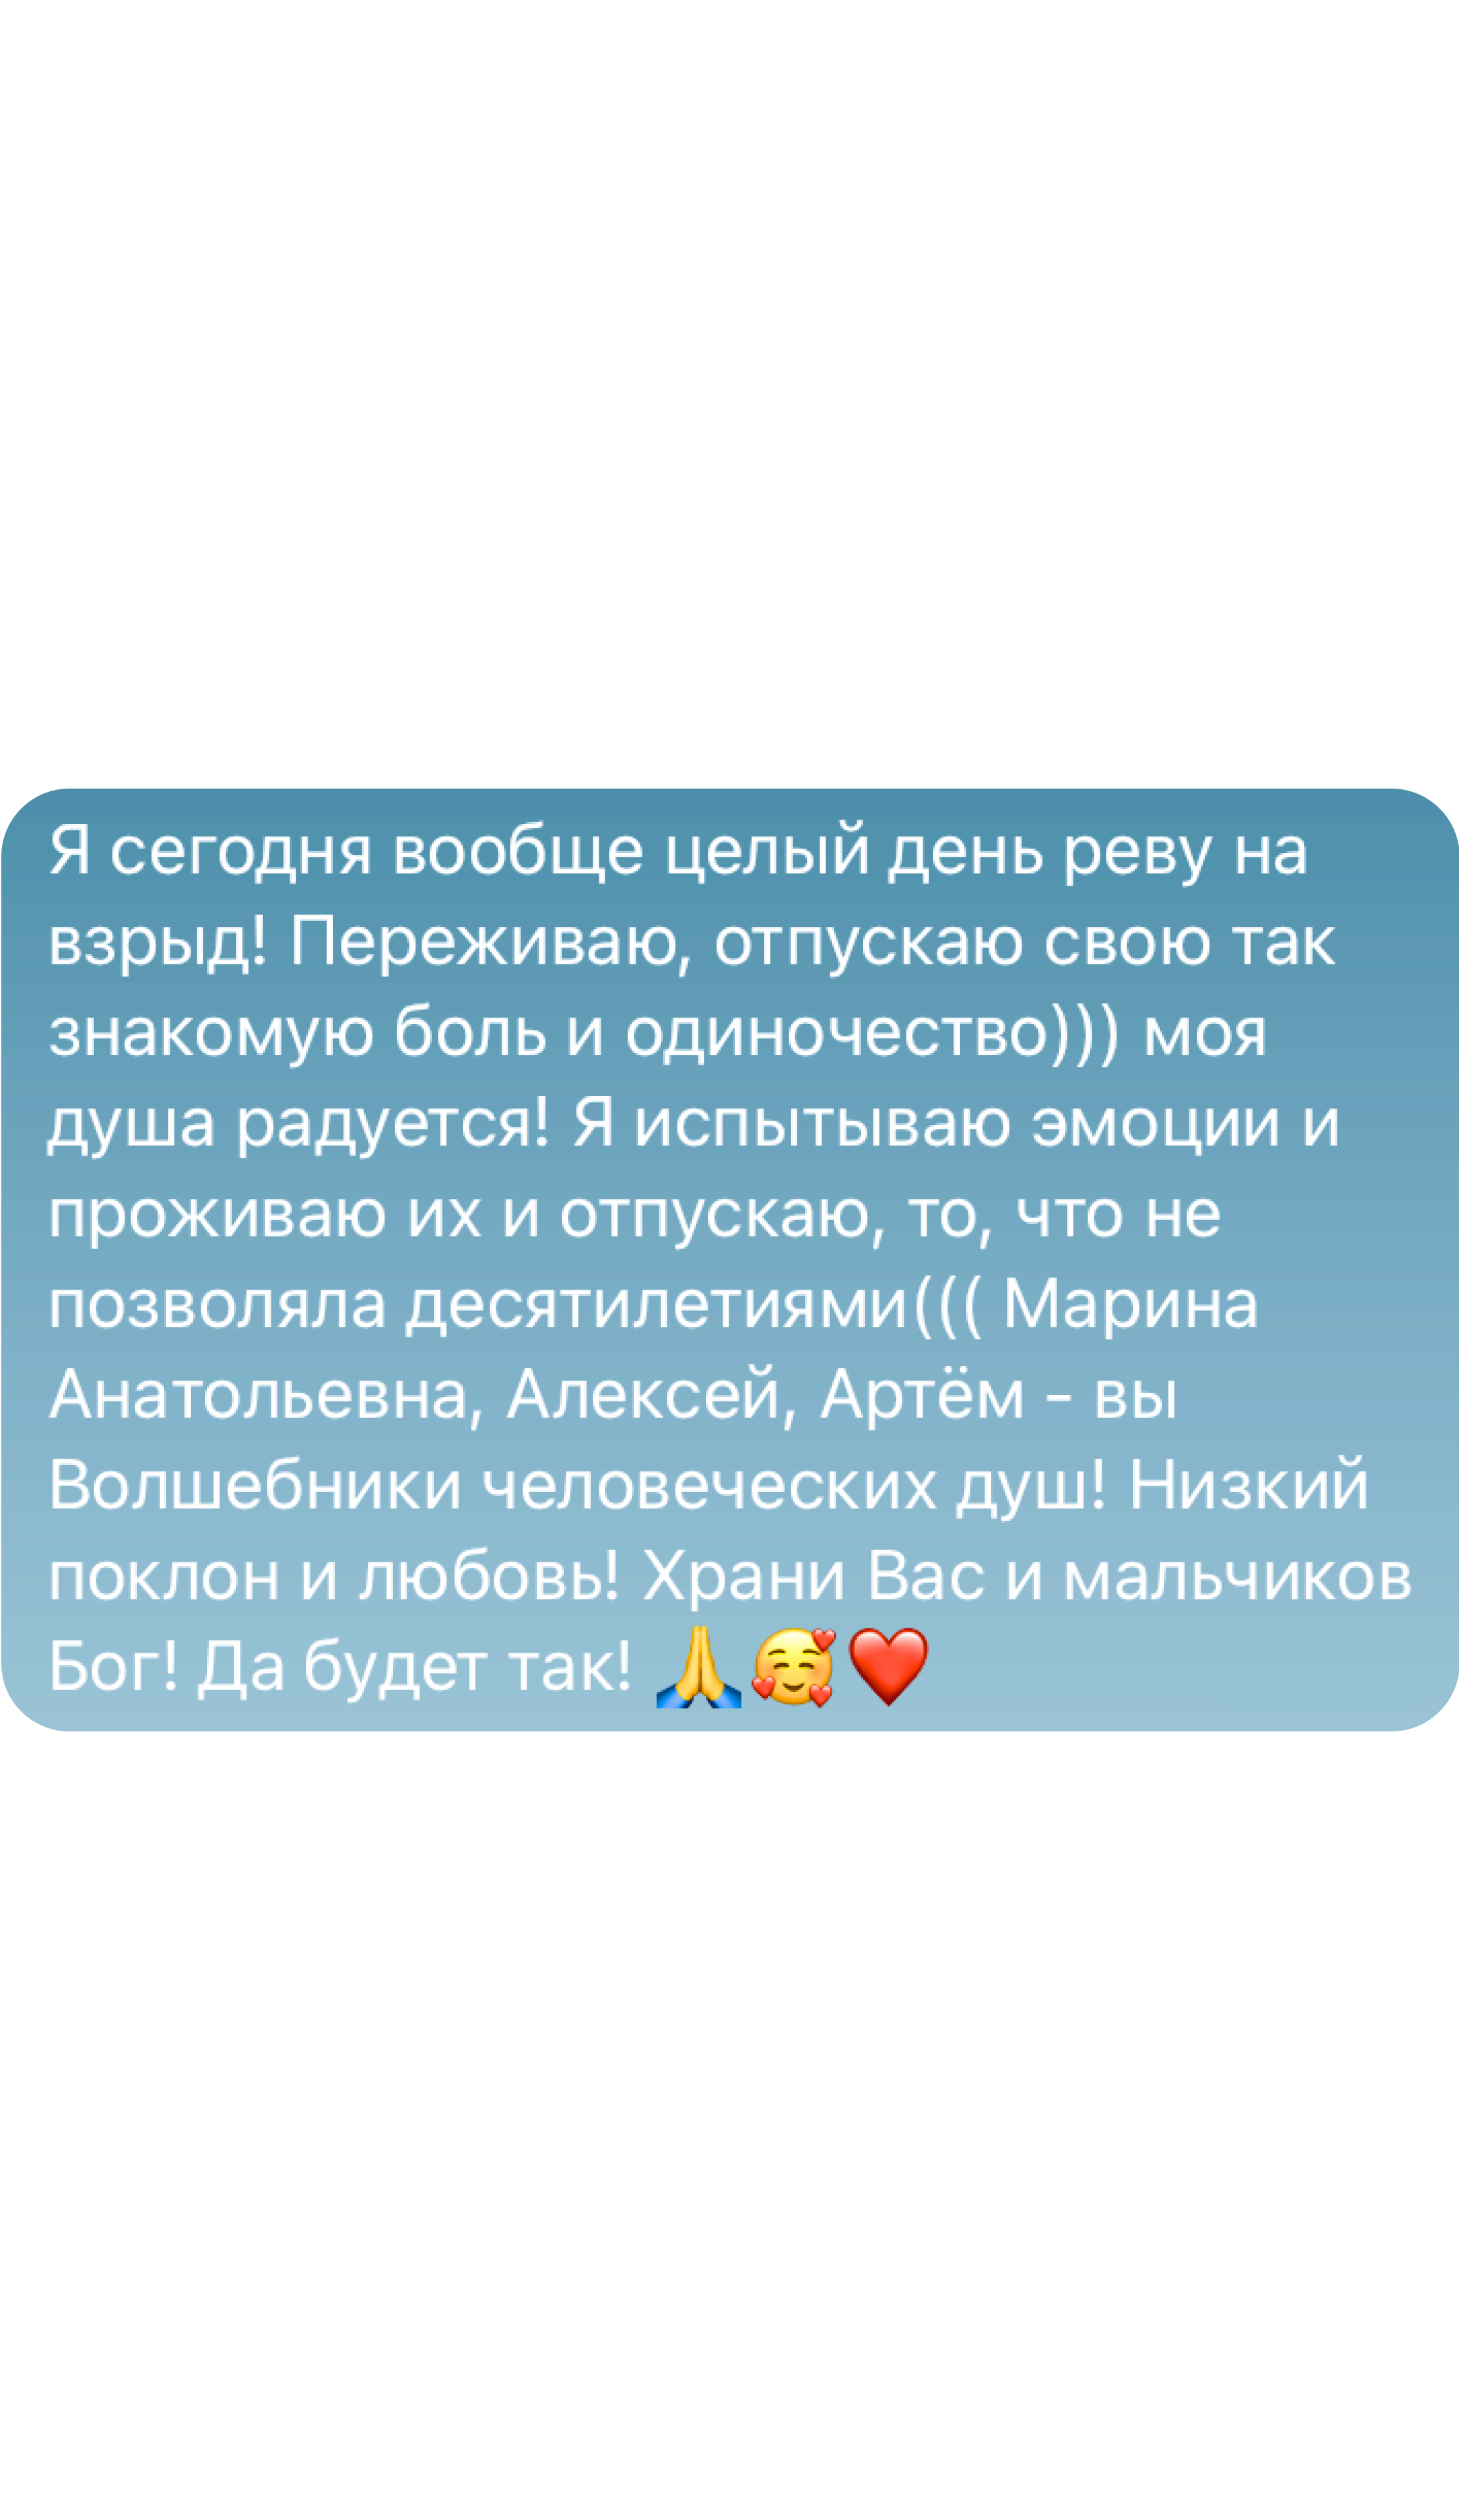 Я сегодня вообще целый день реву на
взрыд! Переживаю, отпускаю свою так
знакомую боль и одиночество))) моя
душа радуется! Я испытываю эмоции и
проживаю их и отпускаю, то, что не
позволяла десятилетиями((( Марина
Анатольевна, Алексей, Артём - вы
Волшебники человеческих душ! Низкий
поклон и любовь! Храни Вас и мальчиков
Бог! Да будет так! 🙏🥰❤️